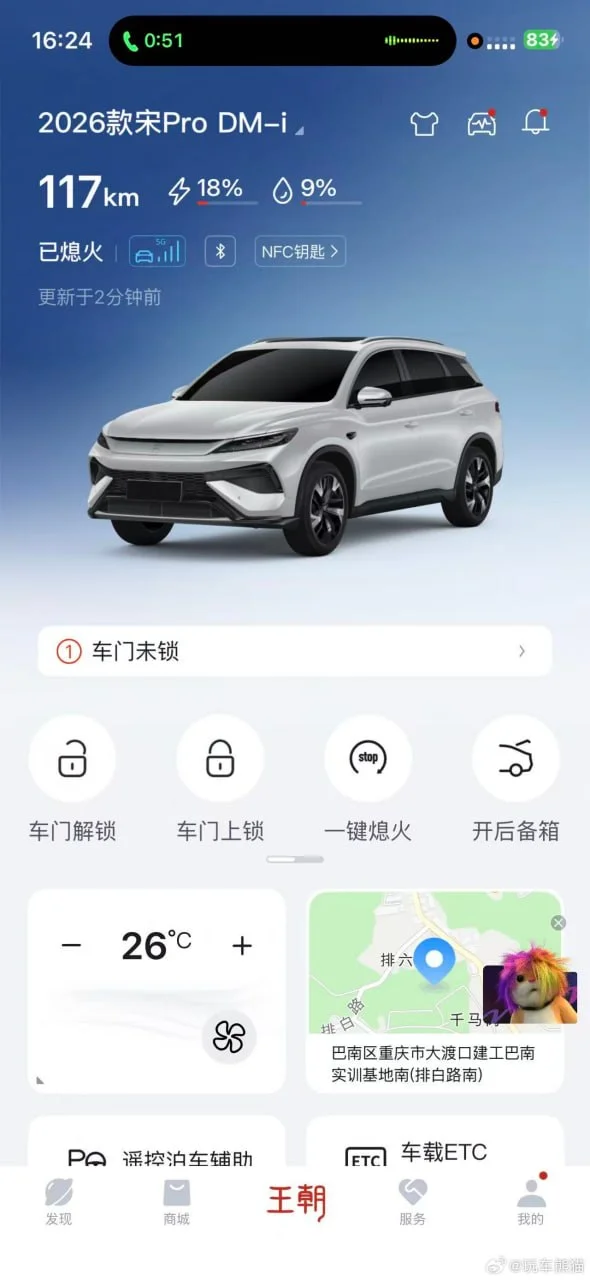 16:24
0:51
83
2026款宋Pro DM-i
117km
18%
9%
已熄火
5G
NFC钥匙
更新于2分钟前
车门未锁
车门解锁
车门上锁
stop
一键熄火
开后备箱
26°C
排六
排白路
千马
巴南区重庆市大渡口建工巴南
实训基地南(排白路南)
遥控泊车辅助
ETC
车载ETC
发现
商城
王朝
服务
我的
@玩车熊猫